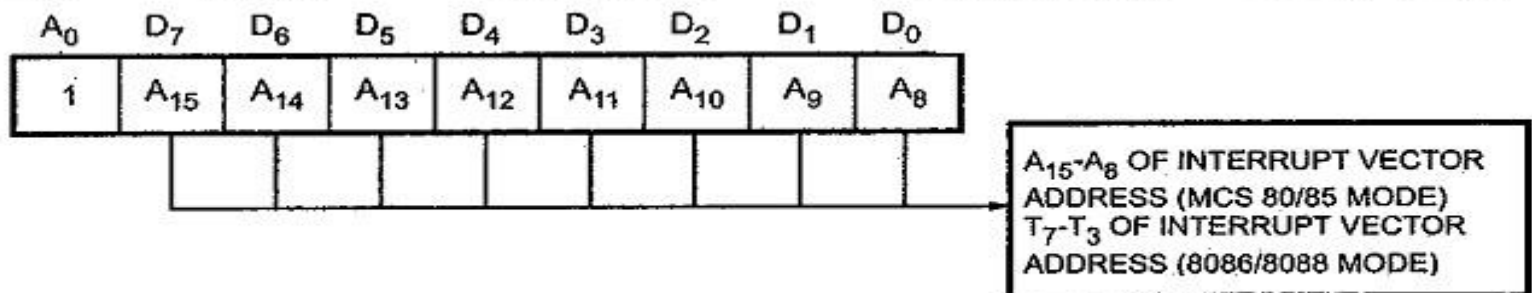 A0 D7 D6 D5 D4 D3 D2 D1 D0
1 A15 A14 A13 A12 A11 A10 A9 A8
A15-A8 OF INTERRUPT VECTOR
ADDRESS (MCS 80/85 MODE)
T7-T3 OF INTERRUPT VECTOR
ADDRESS (8086/8088 MODE)